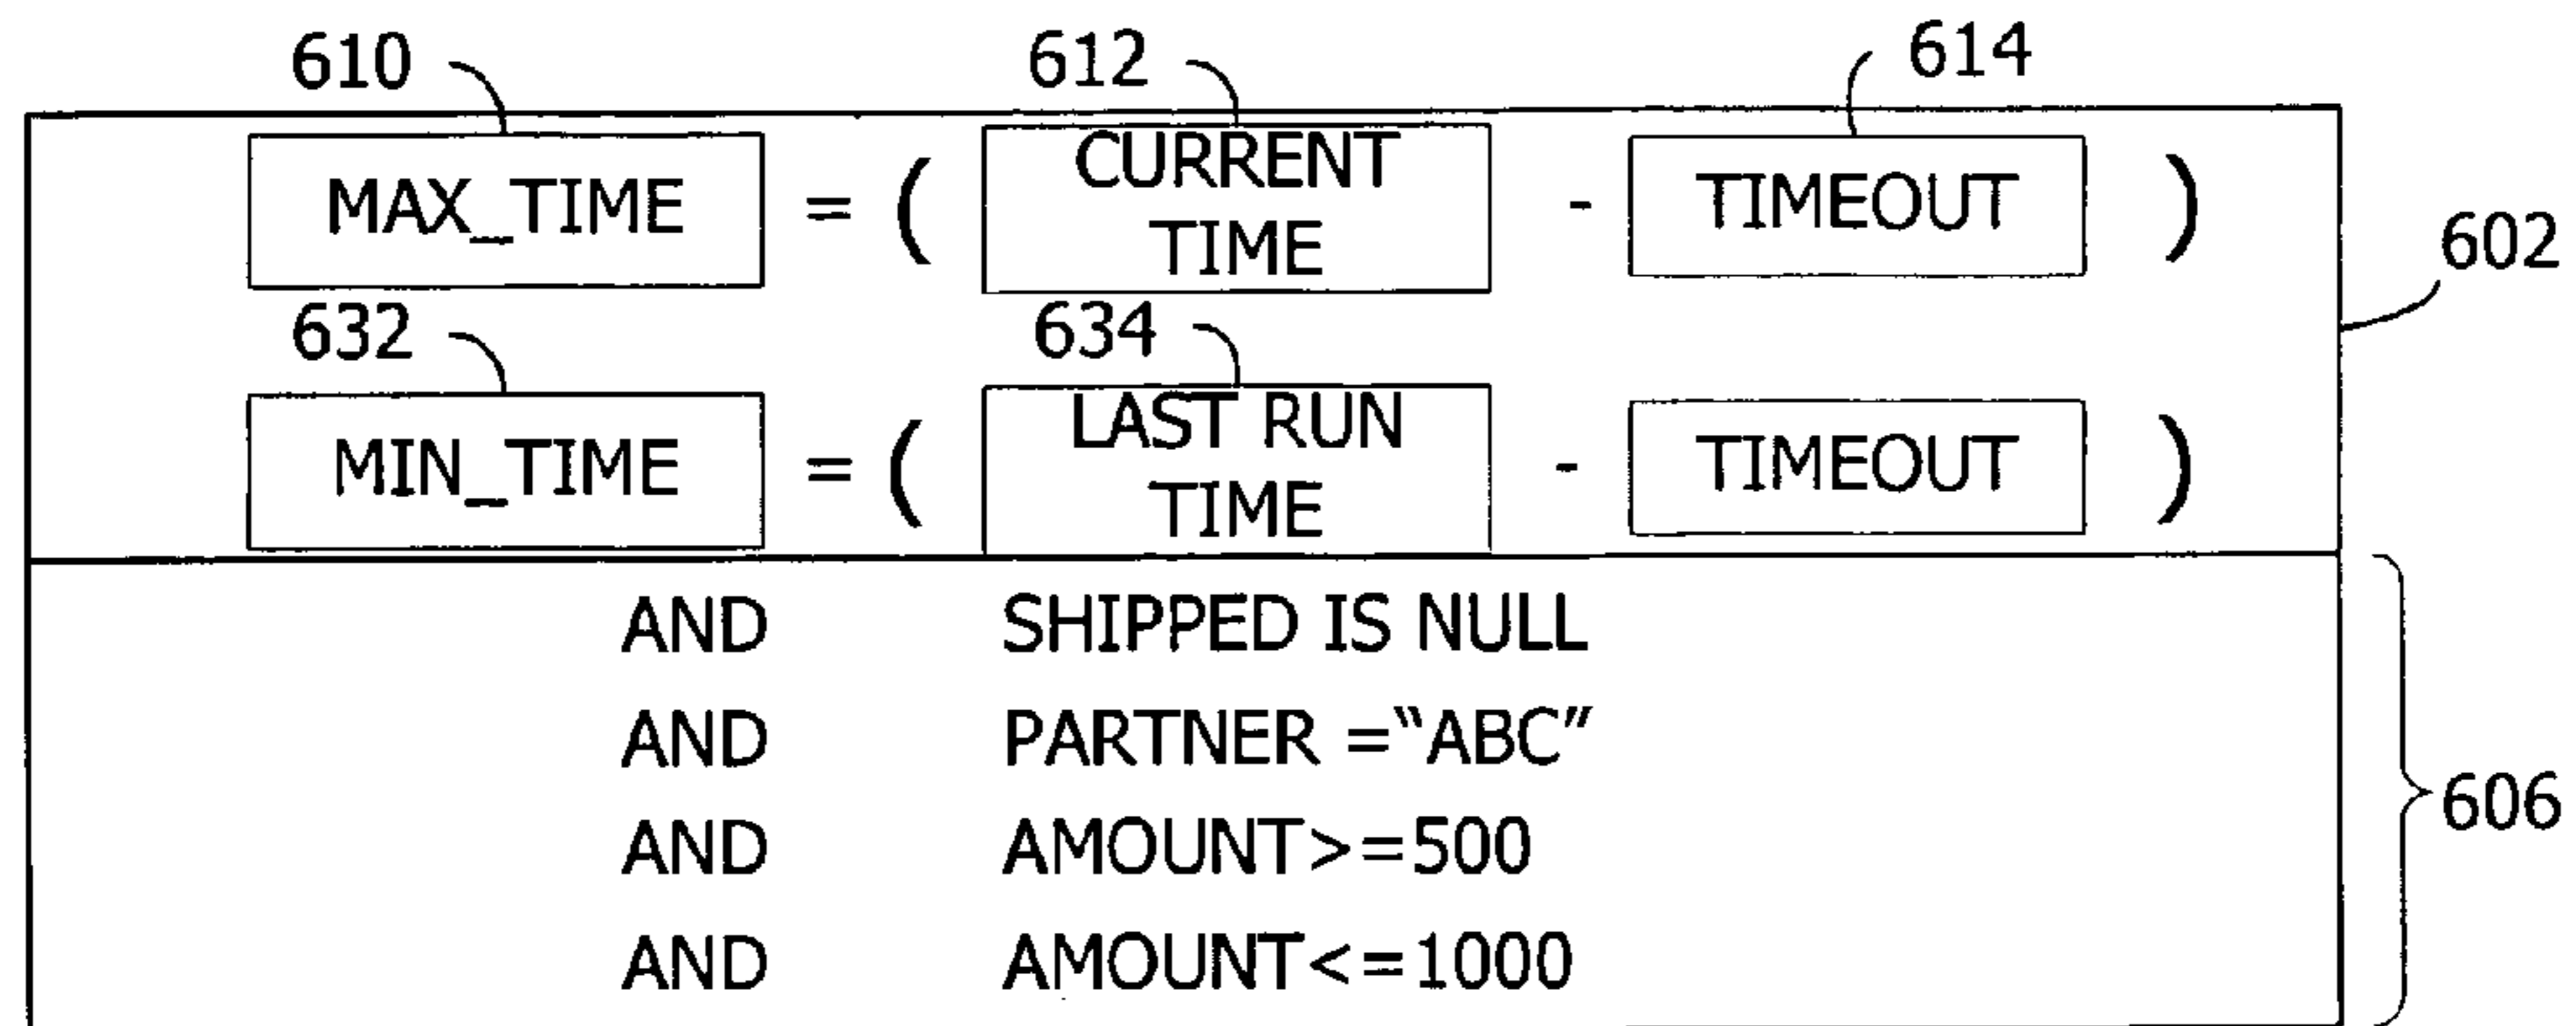 610 612 614
MAX_TIME = ( CURRENT TIME - TIMEOUT )
602
632 634
MIN_TIME = ( LAST RUN TIME - TIMEOUT )
AND SHIPPED IS NULL
AND PARTNER =“ABC”
AND AMOUNT>=500
606
AND AMOUNT<=1000